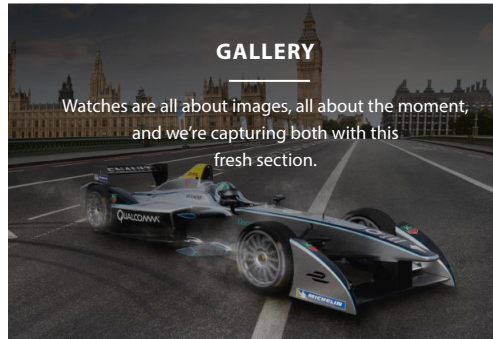 GALLERY
Watches are all about images, all about the moment,
and we're capturing both with this
fresh section.
RENAULT
QUALCOMM
MICHELIN